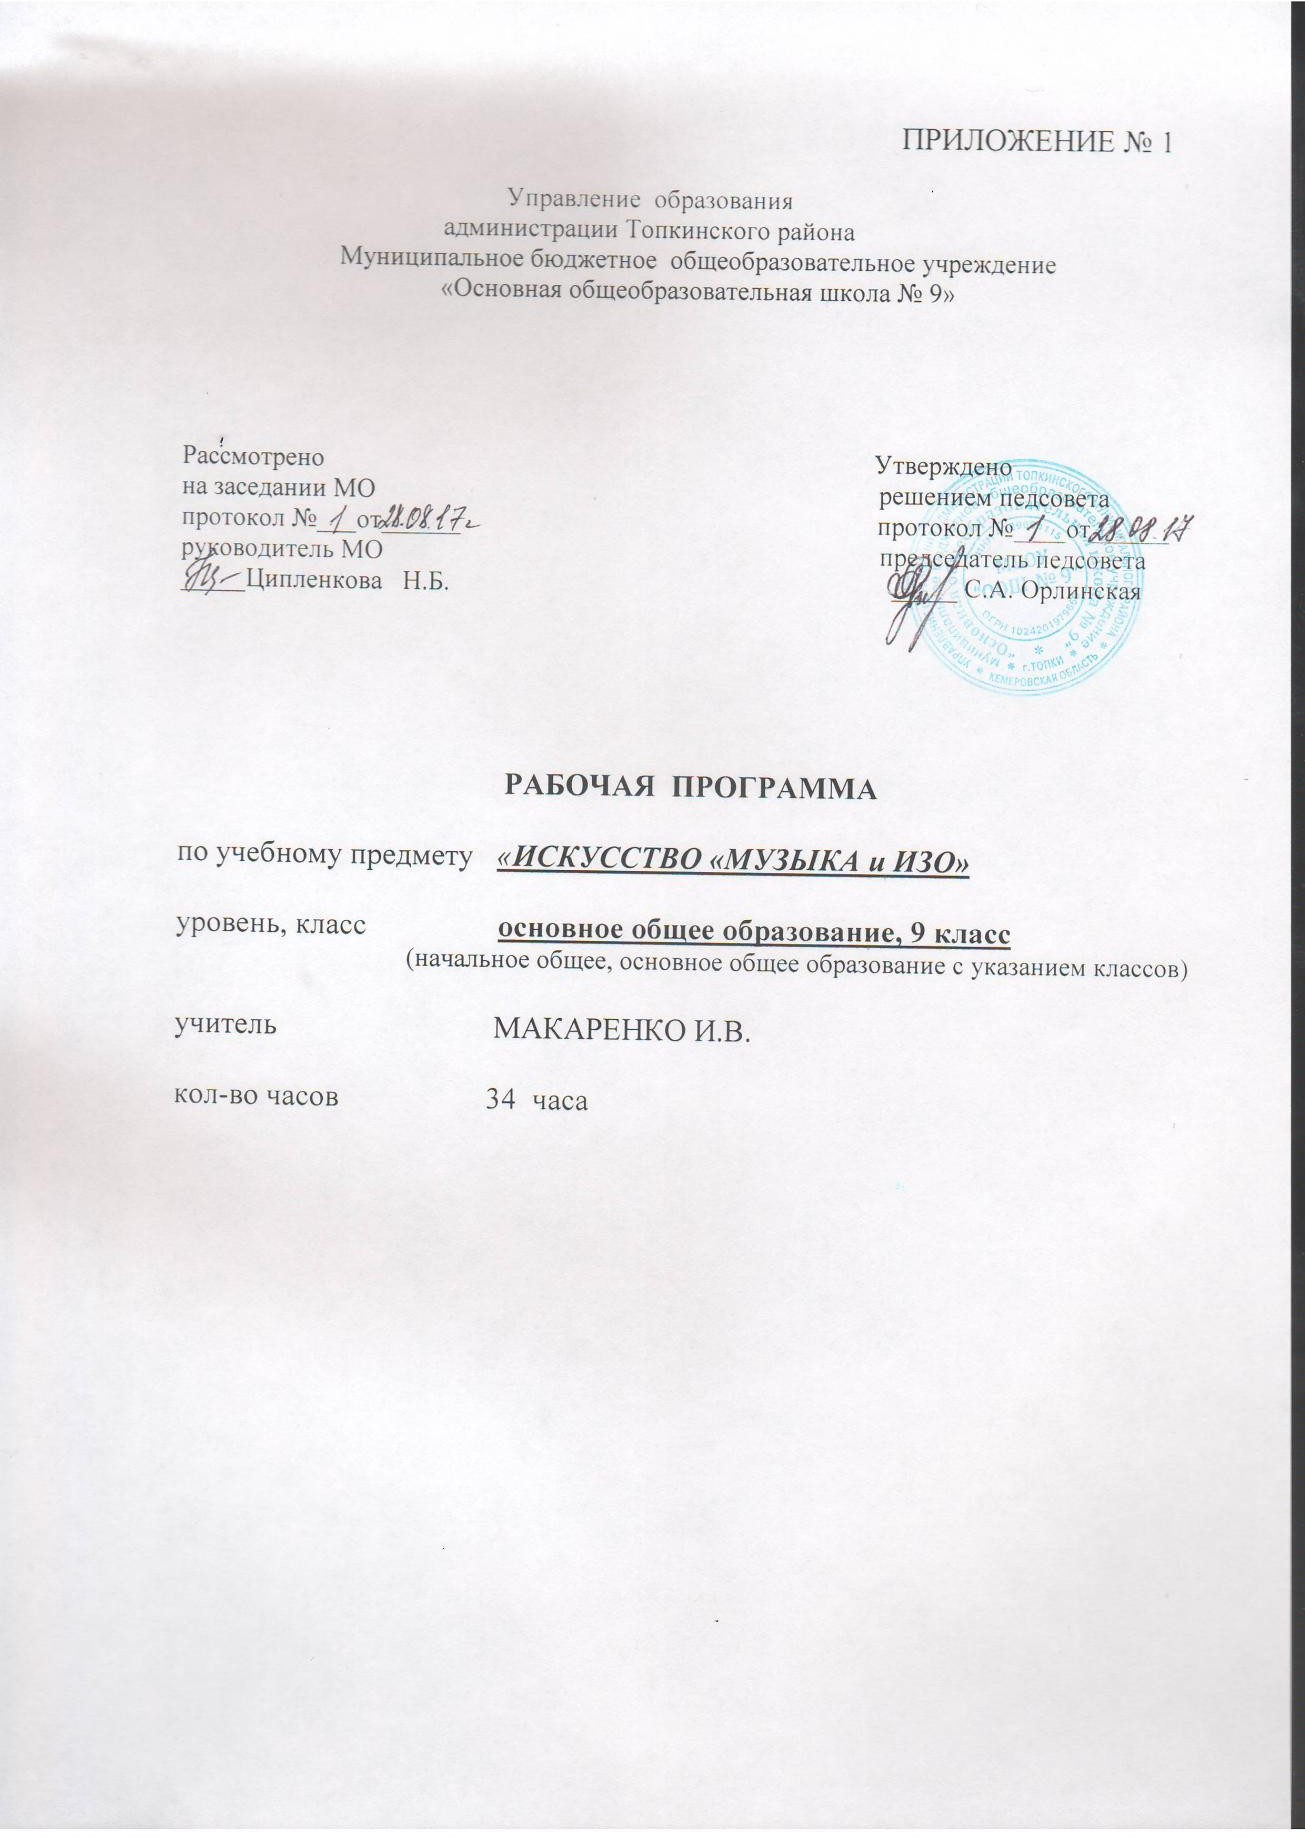 ПРИЛОЖЕНИЕ № 1
Управление образования
администрации Топкинского района
Муниципальное бюджетное общеобразовательное учреждение
«Основная общеобразовательная школа № 9»
Рассмотрено
на заседании МО
протокол № 1 от 28.08.17г
руководитель МО
Ципленкова Н.Б.
Утверждено
решением педсовета
протокол № 1 от 28.08.17
председатель педсовета
С.А. Орлинская
г.ТОПКИ
КЕМЕРОВСКАЯ ОБЛАСТЬ
РАБОЧАЯ ПРОГРАММА
по учебному предмету «ИСКУССТВО «МУЗЫКА и ИЗО»
уровень, класс основное общее образование, 9 класс
(начальное общее, основное общее образование с указанием классов)
учитель МАКАРЕНКО И.В.
кол-во часов 34 часа